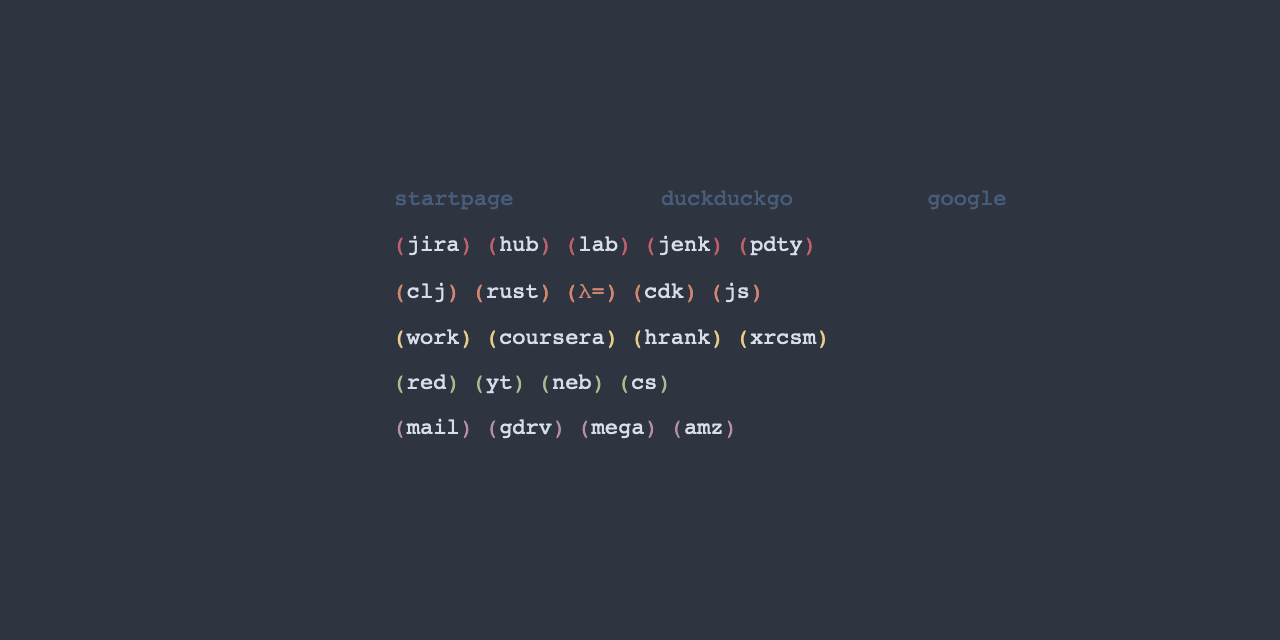 startpage duckduckgo google
(jira) (hub) (lab) (jenk) (pdty)
(clj) (rust) (λ=) (cdk) (js)
(work) (coursera) (hrank) (xrcsm)
(red) (yt) (neb) (cs)
(mail) (gdrv) (mega) (amz)